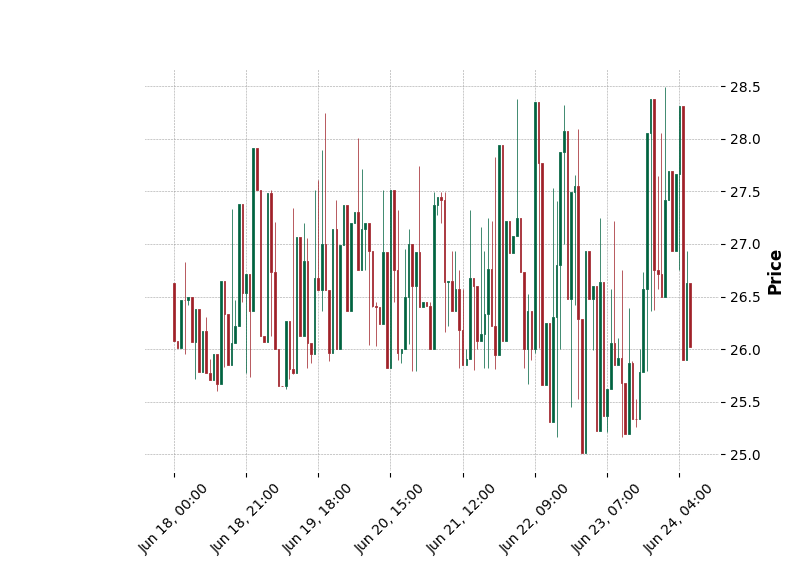 28.5
28.0
27.5
27.0
26.5
26.0
25.5
25.0
Price
Jun 18, 00:00
Jun 18, 21:00
Jun 19, 18:00
Jun 20, 15:00
Jun 21, 12:00
Jun 22, 09:00
Jun 23, 07:00
Jun 24, 04:00